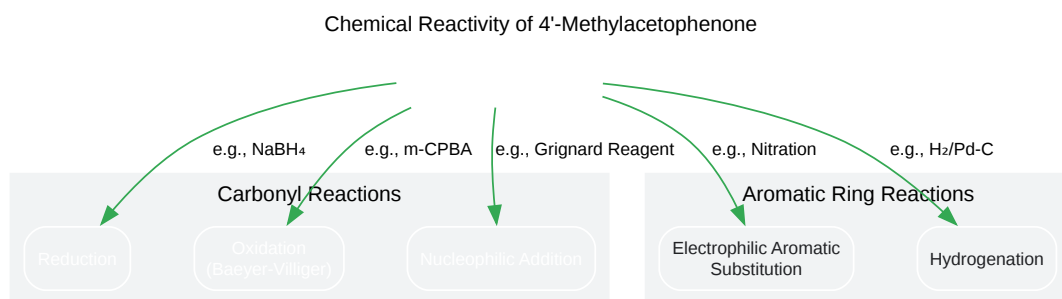 Chemical Reactivity of 4'-Methylacetophenone
e.g., NaBH₄
e.g., m-CPBA
e.g., Grignard Reagent
e.g., Nitration
e.g., H₂/Pd-C
Carbonyl Reactions
Aromatic Ring Reactions
Reduction
Oxidation
(Baeyer-Villiger)
Nucleophilic Addition
Electrophilic Aromatic
Substitution
Hydrogenation